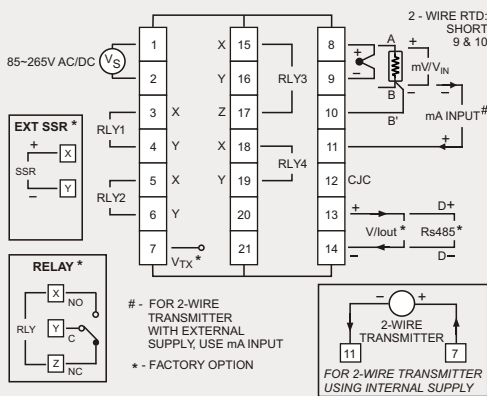 2 - WIRE RTD:
SHORT
9 & 10
85~265V AC/DC
VS
1
2
3 X
4 Y
5 X
6 Y
7 VTX *
RLY1
RLY2
15 X
16 Y
17 Z
18 X
19 Y
20
21
RLY3
RLY4
8
9
10
11
12 CJC
13
14
A
B
B'
+
-
+
-
mV/VIN
+
-
mA INPUT #
+
+
-
V/Iout *
D+
Rs485*
D-
EXT SSR *
+
X
SSR
Y
-
RELAY *
X NO
RLY Y C
Z NC
# - FOR 2-WIRE
TRANSMITTER
WITH EXTERNAL
SUPPLY, USE mA INPUT
* - FACTORY OPTION
- +
2-WIRE
TRANSMITTER
11 7
FOR 2-WIRE TRANSMITTER
USING INTERNAL SUPPLY